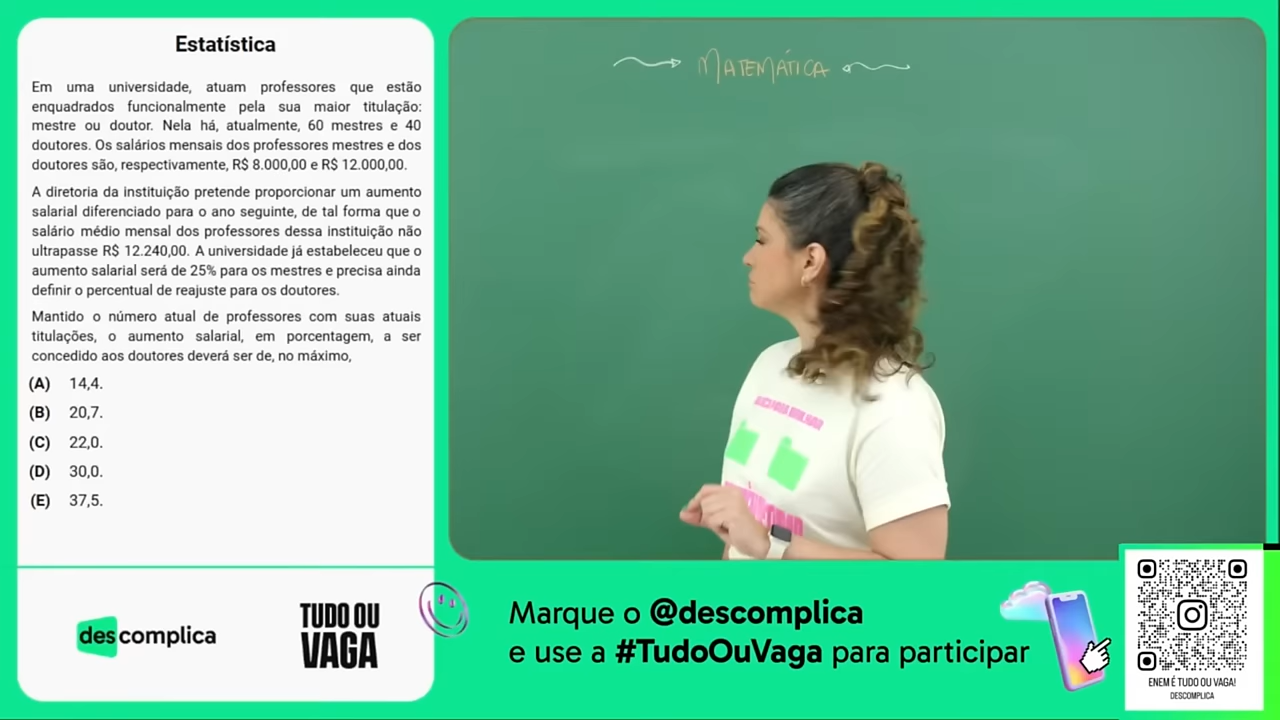 Estatística
Em uma universidade, atuam professores que estão
enquadrados funcionalmente pela sua maior titulação:
mestre ou doutor. Nela há, atualmente, 60 mestres e 40
doutores. Os salários mensais dos professores mestres e dos
doutores são, respectivamente, R$ 8.000,00 e R$ 12.000,00.
A diretoria da instituição pretende proporcionar um aumento
salarial diferenciado para o ano seguinte, de tal forma que o
salário médio mensal dos professores dessa instituição não
ultrapasse R$ 12.240,00. A universidade já estabeleceu que o
aumento salarial será de 25% para os mestres e precisa ainda
definir o percentual de reajuste para os doutores.
Mantido o número atual de professores com suas atuais
titulações, o aumento salarial, em porcentagem, a ser
concedido aos doutores deverá ser de, no máximo,
(A) 14,4.
(B) 20,7.
(C) 22,0.
(D) 30,0.
(E) 37,5.
MATEMÁTICA
descomplica
TUDO OU
VAGA
Marque o @descomplica
e use a #TudoOuVaga para participar
ENEM É TUDO OU VAGA!
DESCOMPLICA